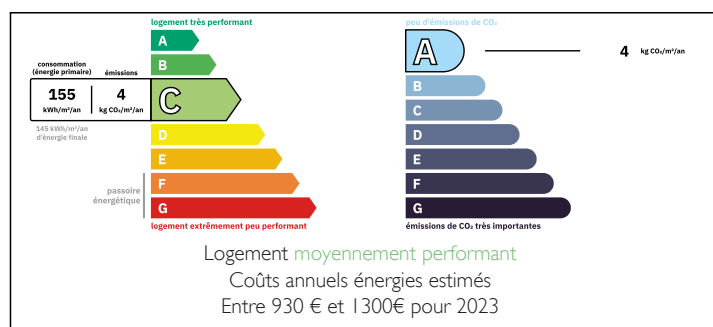 logement très performant
A
B
consommation
(énergie primaire)
émissions
155
kWh/m²/an
4
kg CO₂/m²/an
C
145 kWh/m²/an
d'énergie finale
D
E
passoire
énergétique
F
G
logement extrêmement peu performant
peu d'émissions de CO₂
A
4 kg CO₂/m²/an
B
C
D
E
F
G
émissions de CO₂ très importantes
Logement moyennement performant
Coûts annuels énergies estimés
Entre 930 € et 1300€ pour 2023